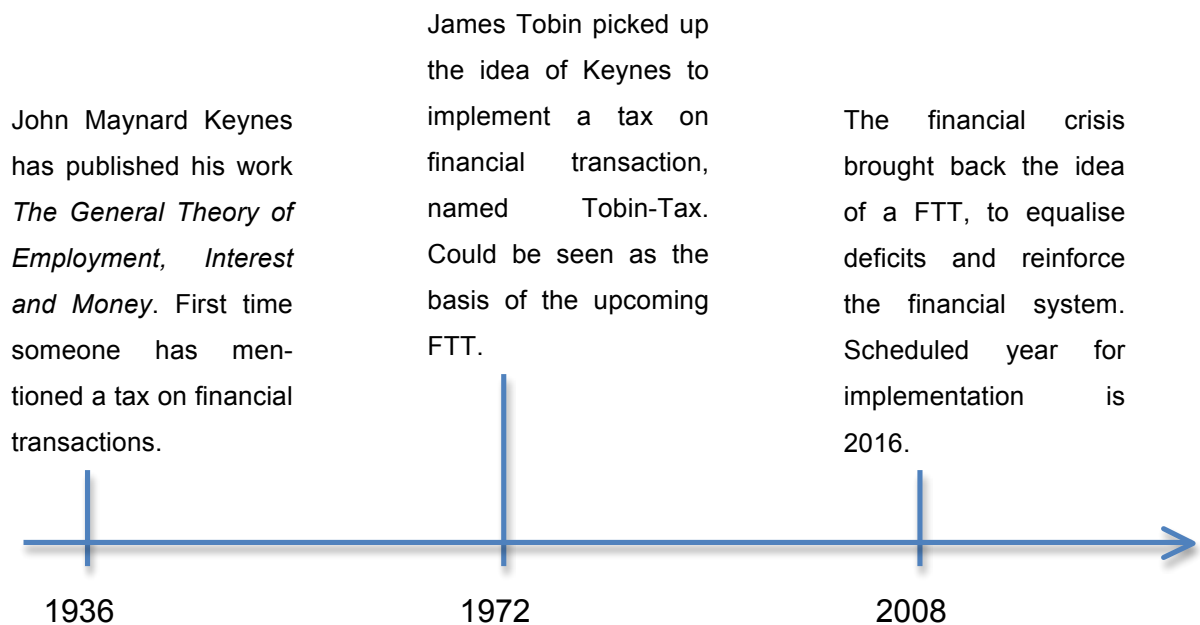 John Maynard Keynes
has published his work
The General Theory of
Employment, Interest
and Money. First time
someone has men-
tioned a tax on financial
transactions.
James Tobin picked up
the idea of Keynes to
implement a tax on
financial transaction,
named Tobin-Tax.
Could be seen as the
basis of the upcoming
FTT.
The financial crisis
brought back the idea
of a FTT, to equalise
deficits and reinforce
the financial system.
Scheduled year for
implementation is
2016.
1936
1972
2008